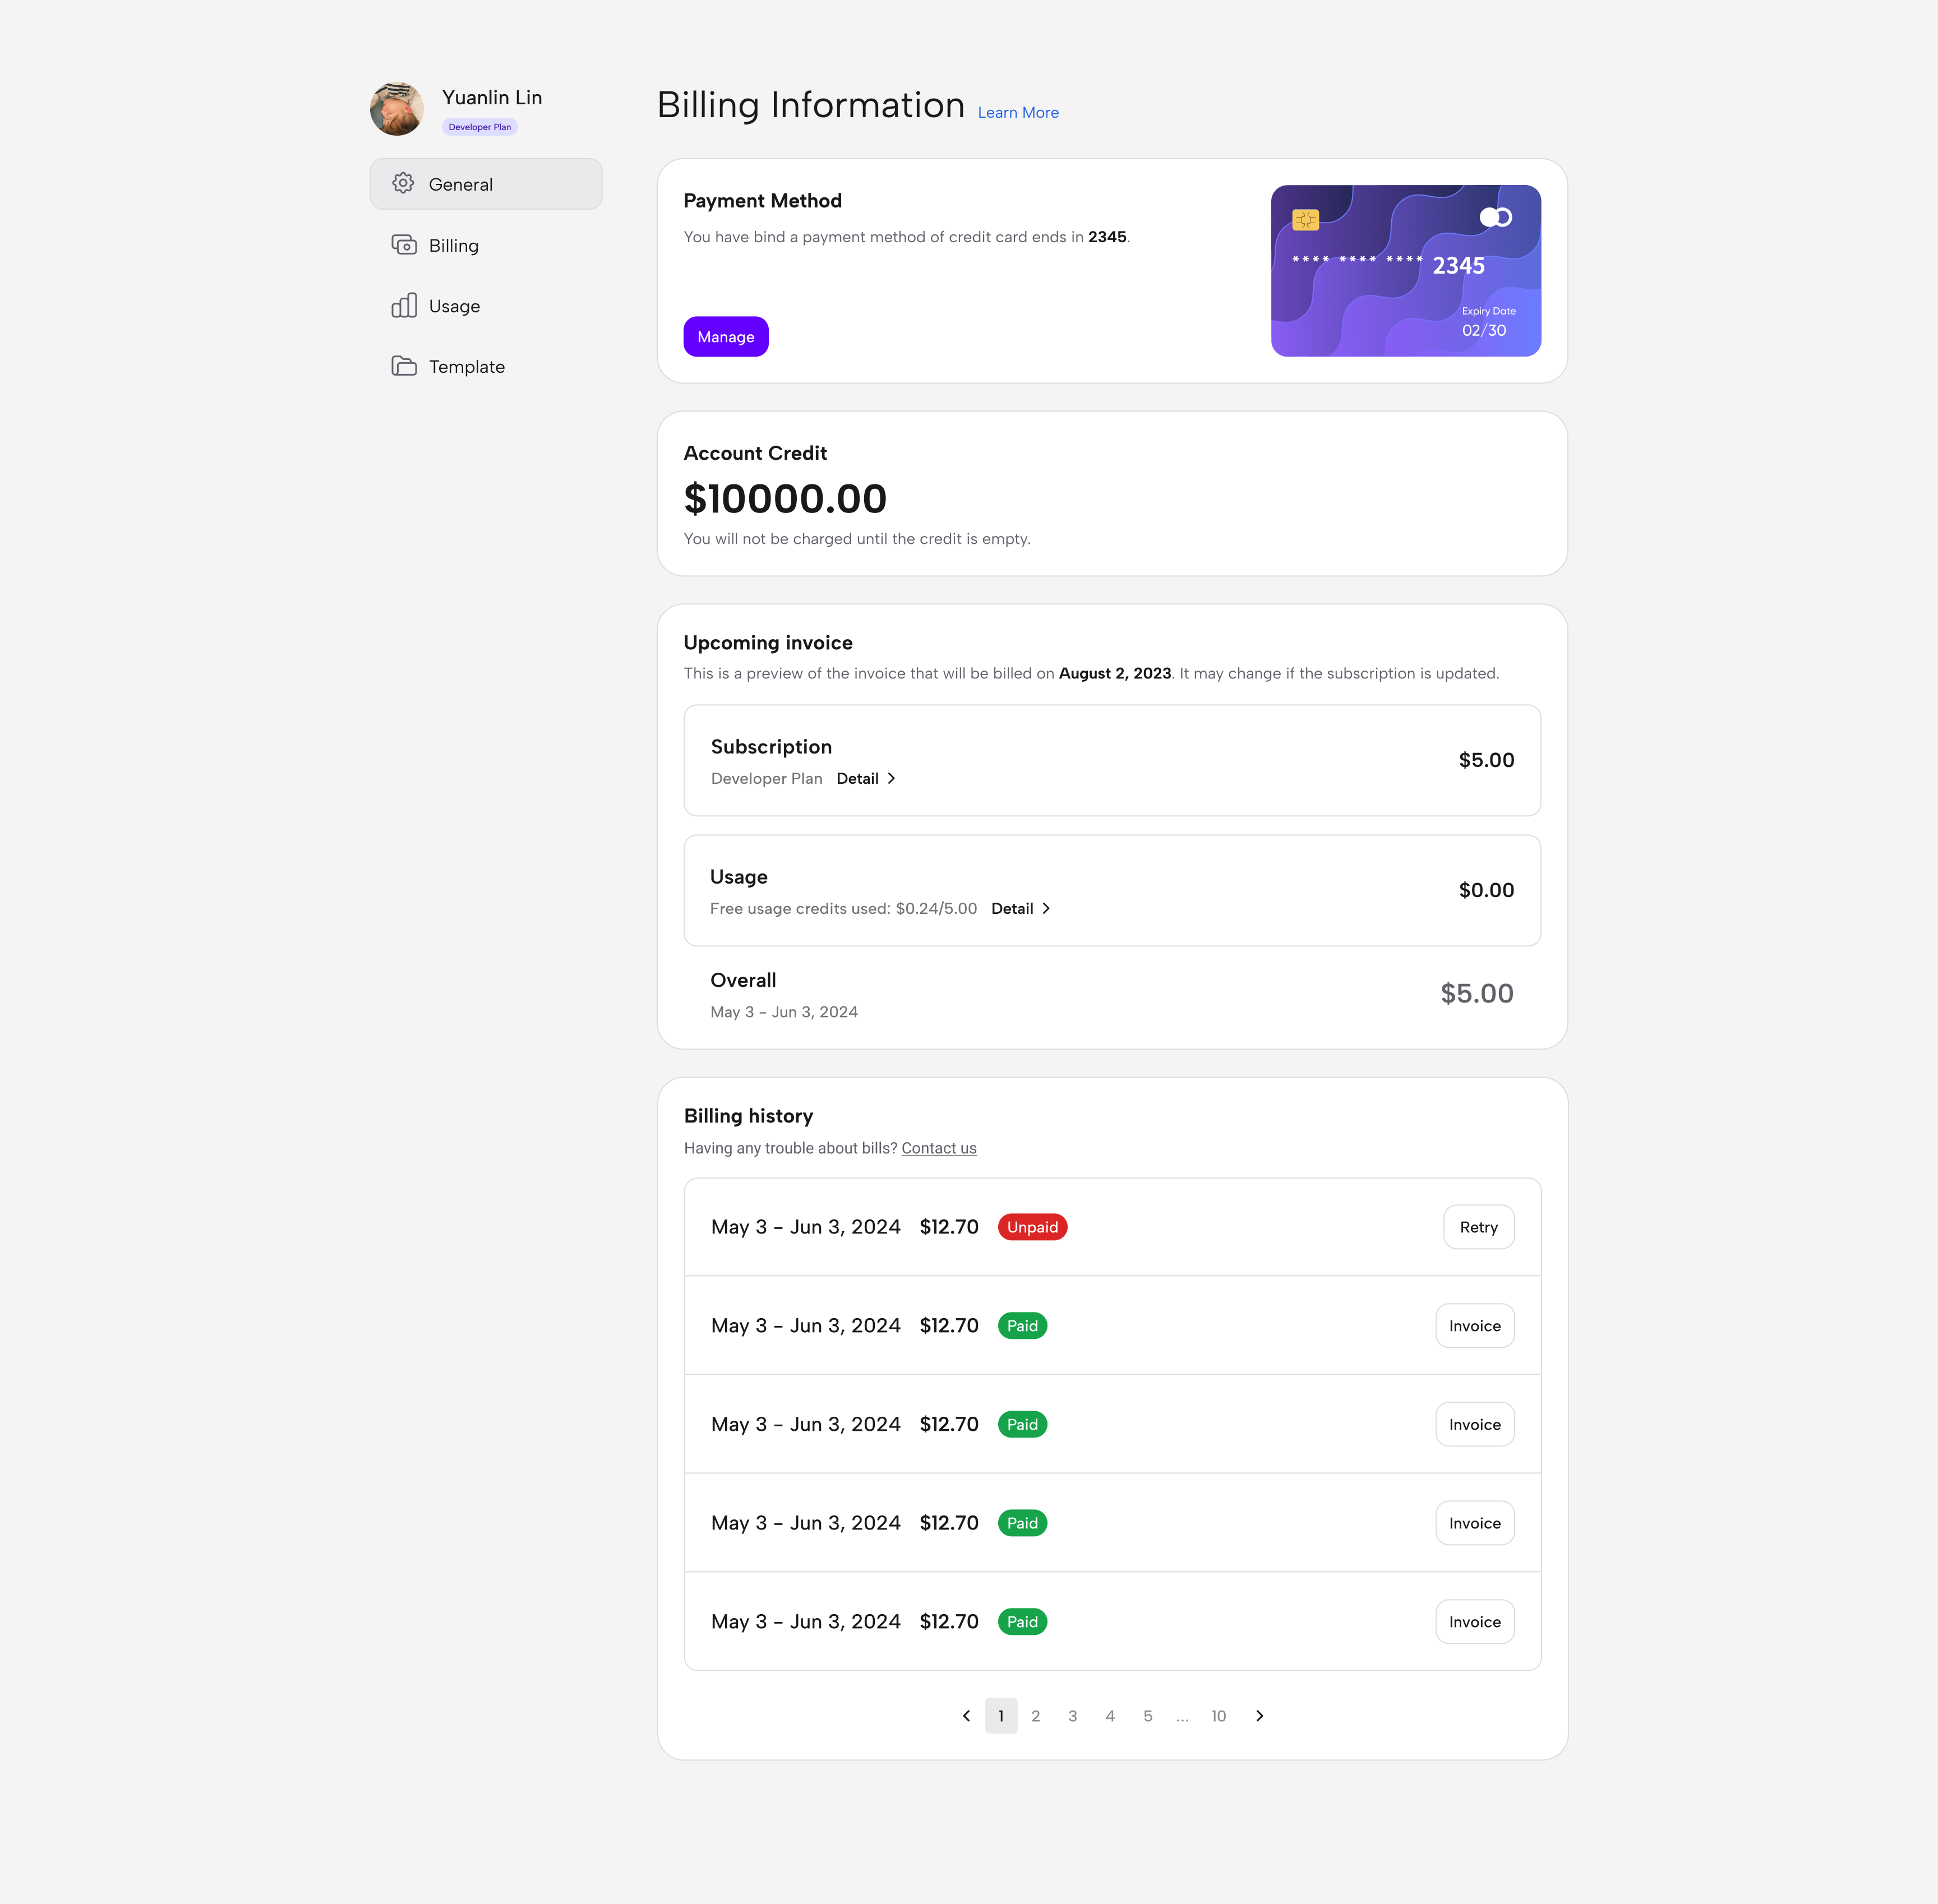 Yuanlin Lin
Developer Plan
General
Billing
Usage
Template
Billing Information Learn More
Payment Method
You have bind a payment method of credit card ends in 2345.
Manage
**** **** **** 2345
Expiry Date
02/30
Account Credit
$10000.00
You will not be charged until the credit is empty.
Upcoming invoice
This is a preview of the invoice that will be billed on August 2, 2023. It may change if the subscription is updated.
Subscription
Developer Plan Detail
$5.00
Usage
Free usage credits used: $0.24/5.00 Detail
$0.00
Overall
May 3 - Jun 3, 2024
$5.00
Billing history
Having any trouble about bills? Contact us
May 3 - Jun 3, 2024 $12.70 Unpaid Retry
May 3 - Jun 3, 2024 $12.70 Paid Invoice
May 3 - Jun 3, 2024 $12.70 Paid Invoice
May 3 - Jun 3, 2024 $12.70 Paid Invoice
May 3 - Jun 3, 2024 $12.70 Paid Invoice
1 2 3 4 5 ... 10